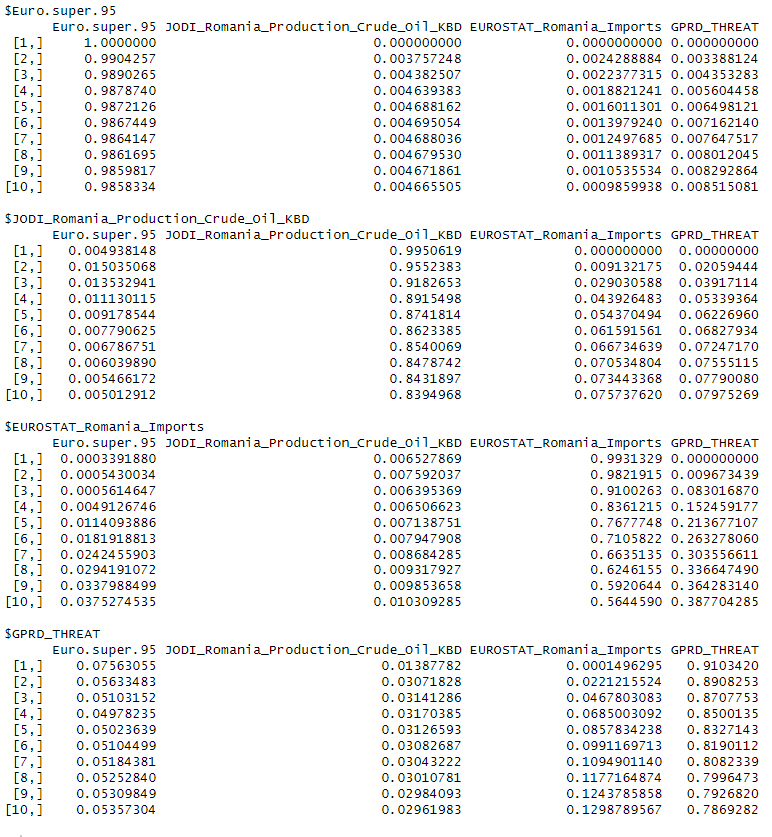 $Euro.super.95
      Euro.super.95 JODI_Romania_Production_Crude_Oil_KBD EUROSTAT_Romania_Imports GPRD_THREAT
 [1,]     1.0000000                           0.000000000             0.0000000000 0.000000000
 [2,]     0.9904257                           0.003757248             0.0024288884 0.003388124
 [3,]     0.9890265                           0.004382507             0.0022377315 0.004353283
 [4,]     0.9878740                           0.004639383             0.0018821241 0.005604458
 [5,]     0.9872126                           0.004688162             0.0016011301 0.006498121
 [6,]     0.9867449                           0.004695054             0.0013979240 0.007162140
 [7,]     0.9864147                           0.004688036             0.0012497685 0.007647517
 [8,]     0.9861695                           0.004679530             0.0011389317 0.008012045
 [9,]     0.9859817                           0.004671861             0.0010535534 0.008292864
[10,]     0.9858334                           0.004665505             0.0009859938 0.008515081
$JODI_Romania_Production_Crude_Oil_KBD
      Euro.super.95 JODI_Romania_Production_Crude_Oil_KBD EUROSTAT_Romania_Imports GPRD_THREAT
 [1,]   0.004938148                             0.9950619              0.000000000  0.00000000
 [2,]   0.015035068                             0.9552383              0.009132175  0.02059444
 [3,]   0.013532941                             0.9182653              0.029030588  0.03917114
 [4,]   0.011130115                             0.8915498              0.043926483  0.05339364
 [5,]   0.009178544                             0.8741814              0.054370494  0.06226960
 [6,]   0.007790625                             0.8623385              0.061591561  0.06827934
 [7,]   0.006786751                             0.8540069              0.066734639  0.07247170
 [8,]   0.006039890                             0.8478742              0.070534804  0.07555115
 [9,]   0.005466172                             0.8431897              0.073443368  0.07790080
[10,]   0.005012912                             0.8394968              0.075737620  0.07975269
$EUROSTAT_Romania_Imports
      Euro.super.95 JODI_Romania_Production_Crude_Oil_KBD EUROSTAT_Romania_Imports GPRD_THREAT
 [1,]  0.0003391880                           0.006527869                0.9931329 0.000000000
 [2,]  0.0005430034                           0.007592037                0.9821915 0.009673439
 [3,]  0.0005614647                           0.006395369                0.9100263 0.083016870
 [4,]  0.0049126746                           0.006506623                0.8361215 0.152459177
 [5,]  0.0114093886                           0.007138751                0.7677748 0.213677107
 [6,]  0.0181918813                           0.007947908                0.7105822 0.263278060
 [7,]  0.0242455903                           0.008684285                0.6635135 0.303556611
 [8,]  0.0294191072                           0.009317927                0.6246155 0.336647490
 [9,]  0.0337988499                           0.009853658                0.5920644 0.364283140
[10,]  0.0375274535                           0.010309285                0.5644590 0.387704285
$GPRD_THREAT
      Euro.super.95 JODI_Romania_Production_Crude_Oil_KBD EUROSTAT_Romania_Imports GPRD_THREAT
 [1,]    0.07563055                            0.01387782             0.0001496295   0.9103420
 [2,]    0.05633483                            0.03071828             0.0221215524   0.8908253
 [3,]    0.05103152                            0.03141286             0.0467803083   0.8707753
 [4,]    0.04978235                            0.03170385             0.0685003092   0.8500135
 [5,]    0.05023639                            0.03126593             0.0857834238   0.8327143
 [6,]    0.05104499                            0.03082687             0.0991169713   0.8190112
 [7,]    0.05184381                            0.03043222             0.1094901140   0.8082339
 [8,]    0.05252840                            0.03010781             0.1177164874   0.7996473
 [9,]    0.05309849                            0.02984093             0.1243785858   0.7926820
[10,]    0.05357304                            0.02961983             0.1298789567   0.7869282